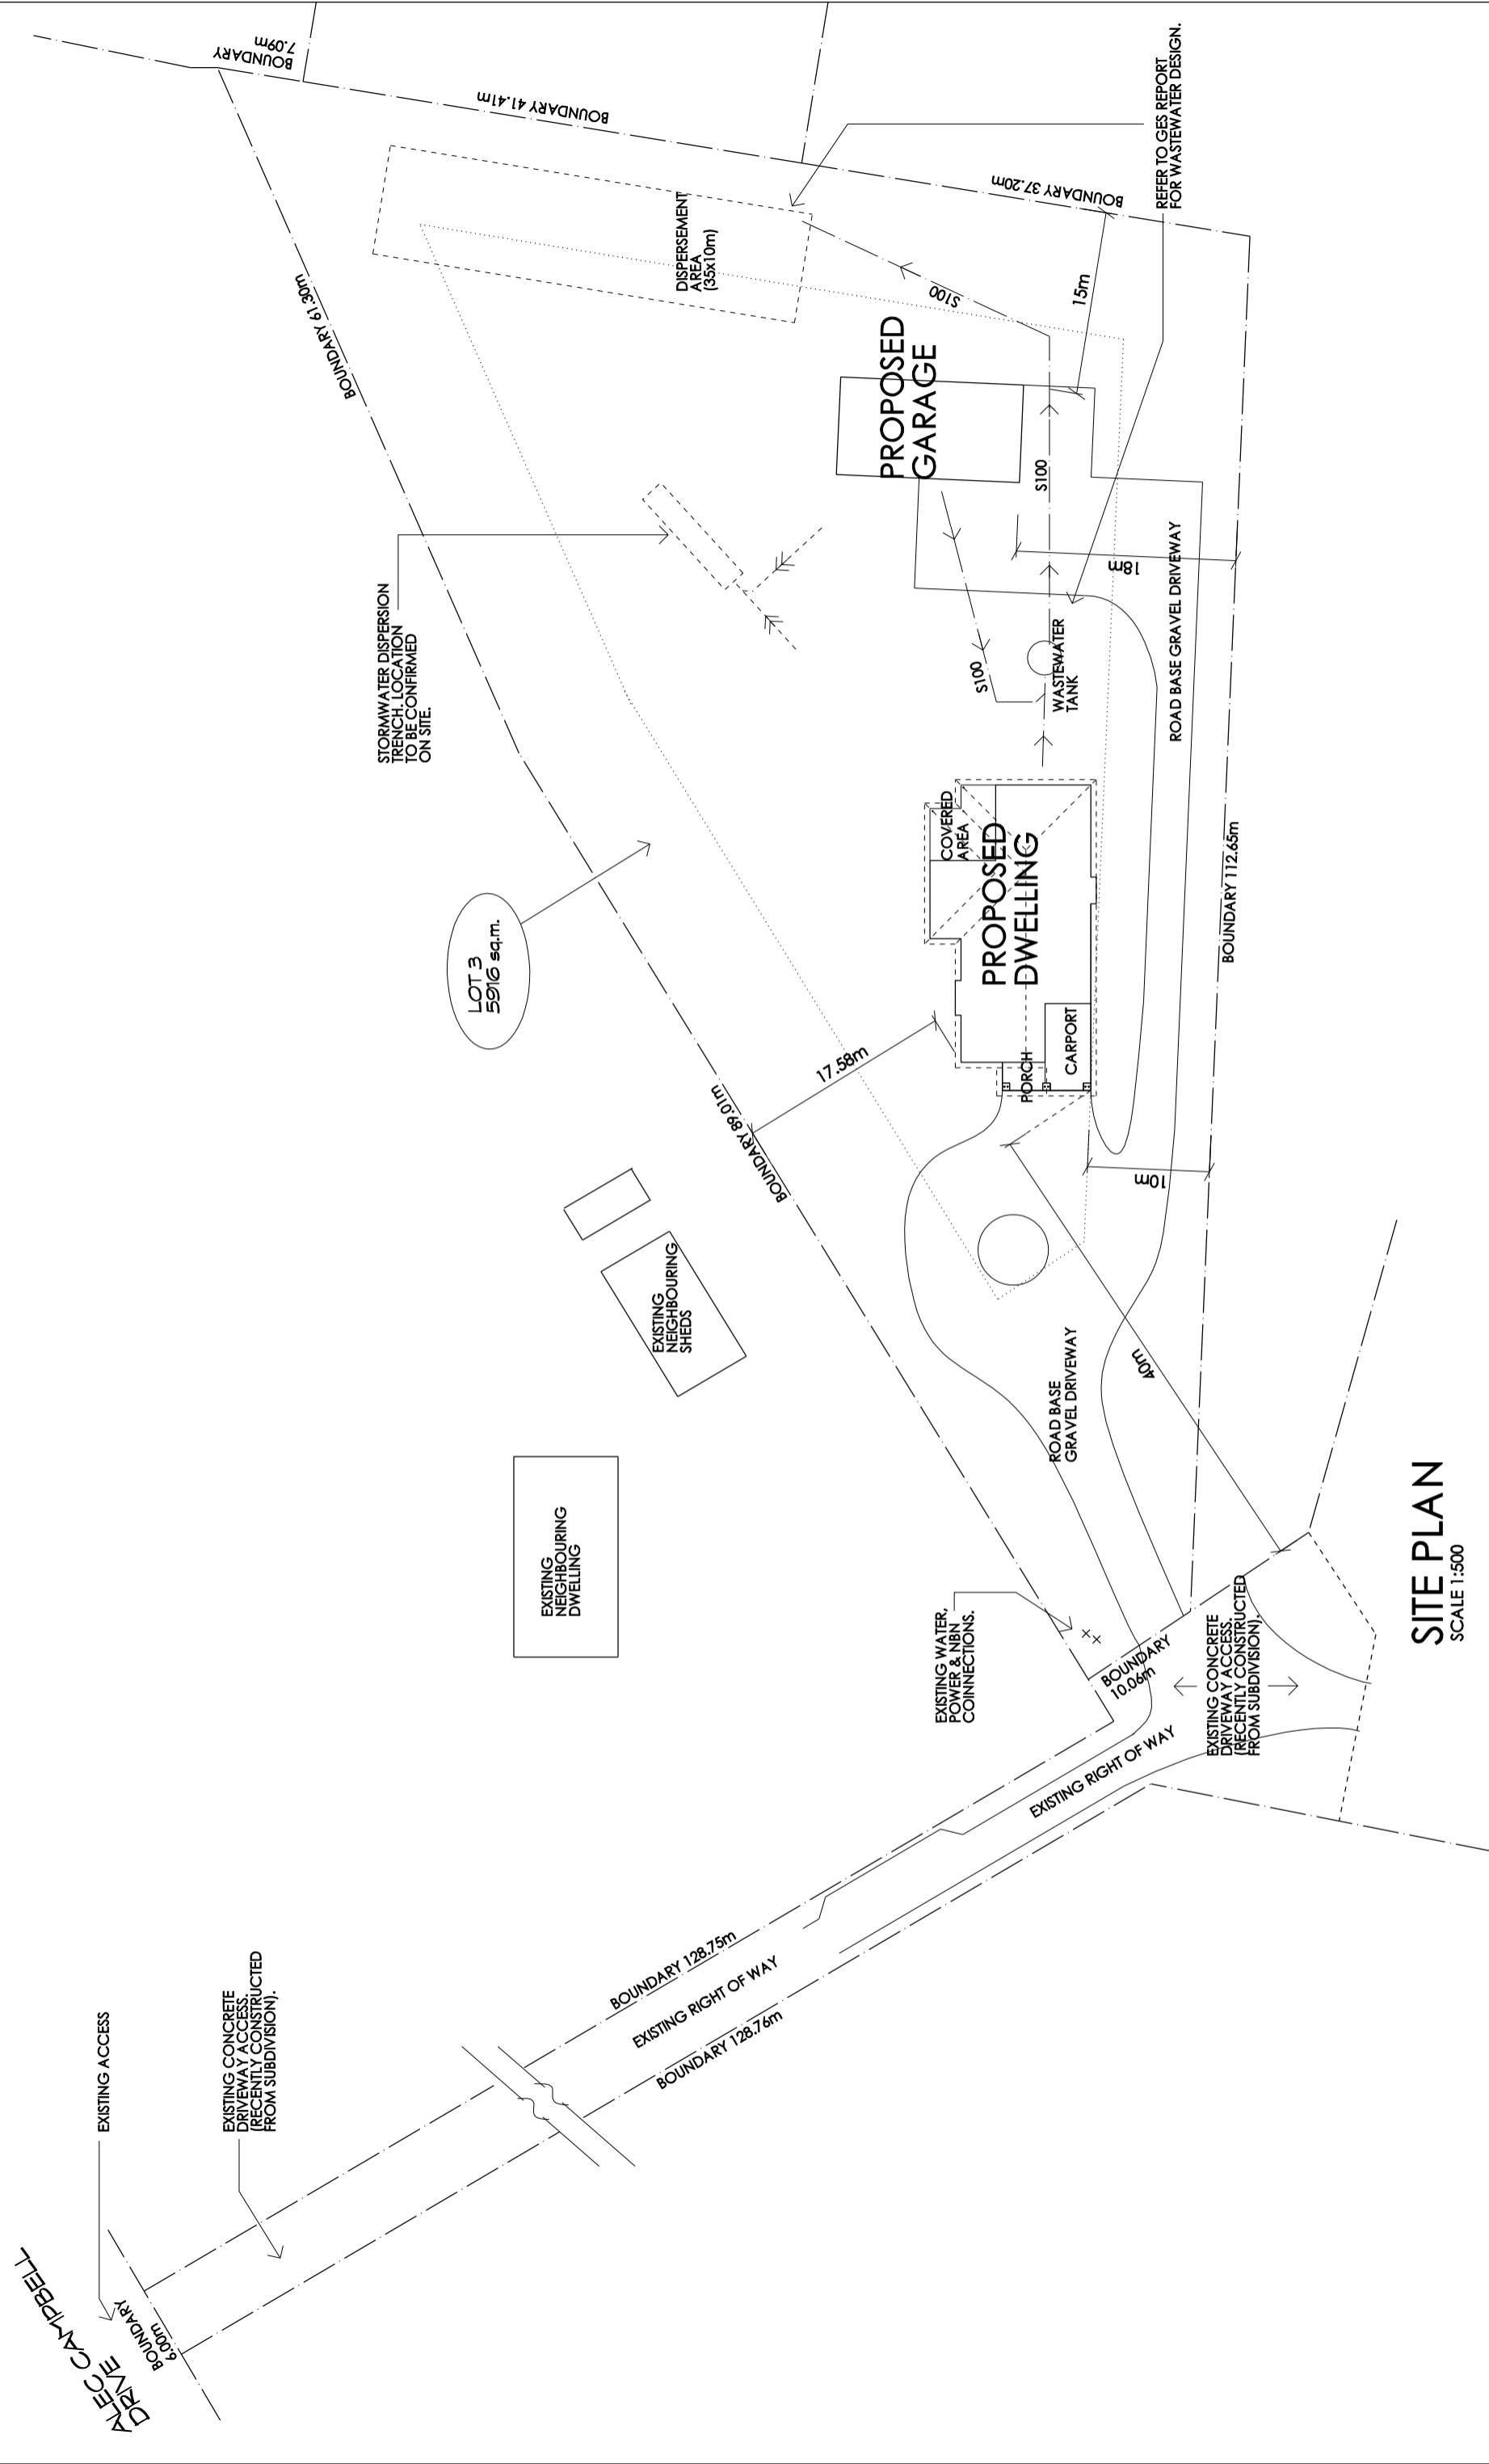 ALEC CAMPBELL
DRIVE
BOUNDARY
6.00m
EXISTING ACCESS
EXISTING CONCRETE
DRIVEWAY ACCESS.
(RECENTLY CONSTRUCTED
FROM SUBDIVISION).
BOUNDARY 128.75m
EXISTING RIGHT OF WAY
BOUNDARY 128.76m
EXISTING RIGHT OF WAY
EXISTING WATER,
POWER & NBN
COINNECTIONS.
BOUNDARY
10.06m
EXISTING CONCRETE
DRIVEWAY ACCESS.
(RECENTLY CONSTRUCTED
FROM SUBDIVISION).
EXISTING
NEIGHBOURING
DWELLING
EXISTING
NEIGHBOURING
SHEDS
ROAD BASE
GRAVEL DRIVEWAY
40m
10m
BOUNDARY 89.01m
17.58m
LOT 3
5916 sq.m.
PORCH
CARPORT
PROPOSED
DWELLING
COVERED
AREA
BOUNDARY 112.65m
STORMWATER DISPERSION
TRENCH. LOCATION
TO BE CONFIRMED
ON SITE.
S100
WASTEWATER
TANK
ROAD BASE GRAVEL DRIVEWAY
18m
S100
PROPOSED
GARAGE
15m
S100
BOUNDARY 61.30m
DISPERSEMENT
AREA
(35x10m)
REFER TO GES REPORT
FOR WASTEWATER DESIGN.
BOUNDARY
7.09m
BOUNDARY 41.41m
BOUNDARY 37.20m
SITE PLAN
SCALE 1:500